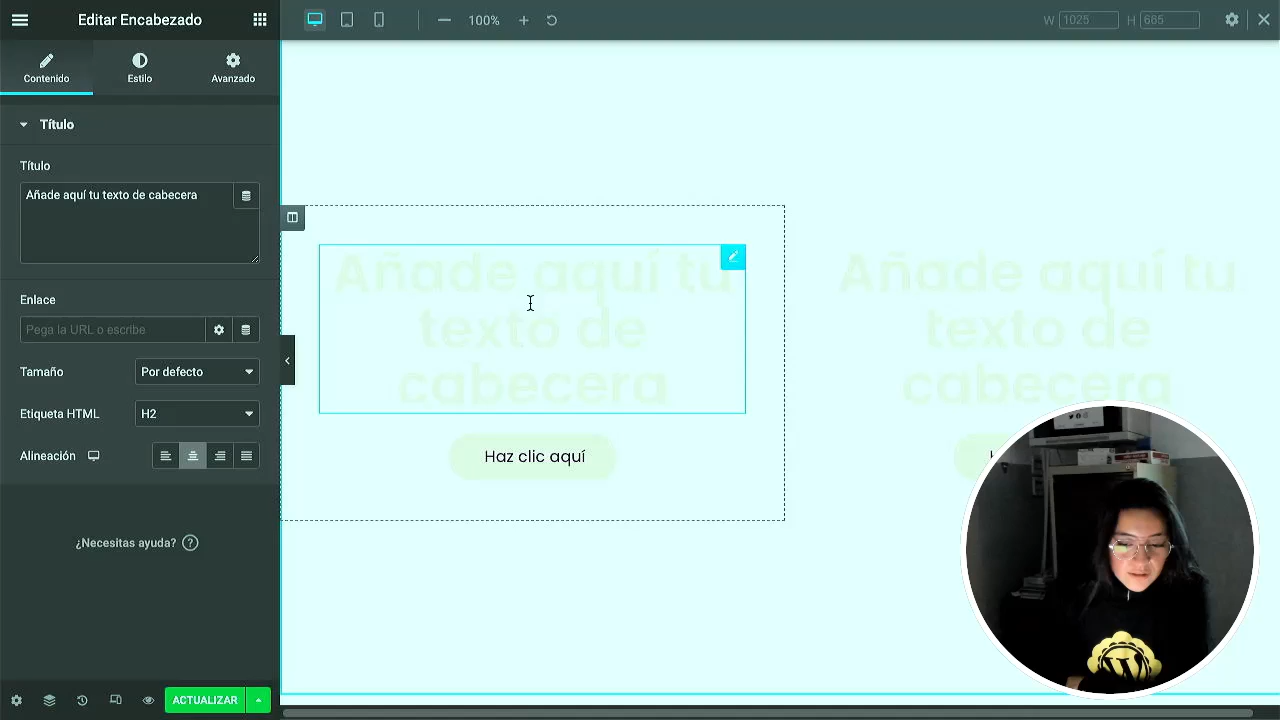 Editar Encabezado
100%
W 1025 H 665
Contenido Estilo Avanzado
Título
Título
Añade aquí tu texto de cabecera
Enlace
Pega la URL o escribe
Tamaño Por defecto
Etiqueta HTML H2
Alineación
¿Necesitas ayuda?
ACTUALIZAR
Añade aquí tu
texto de
cabecera
Haz clic aquí
Añade aquí tu
texto de
cabecera